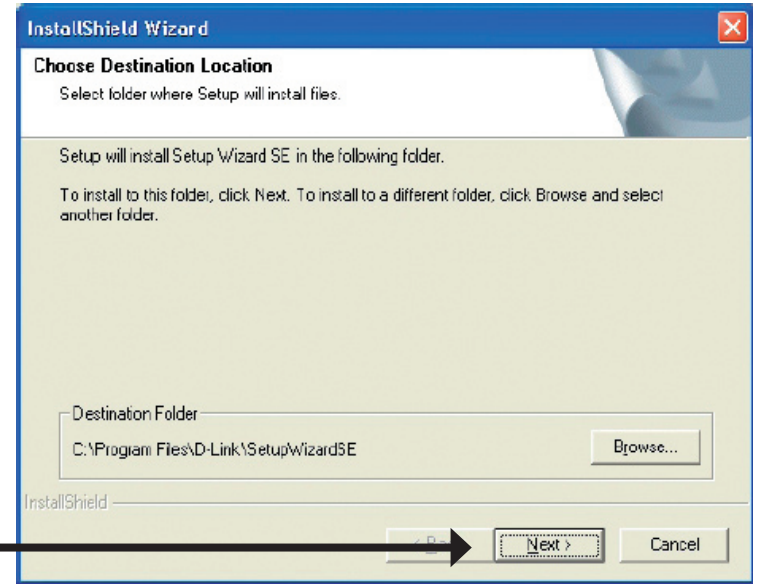 InstallShield Wizard
Choose Destination Location
Select folder where Setup will install files.
Setup will install Setup Wizard SE in the following folder.
To install to this folder, click Next. To install to a different folder, click Browse and select
another folder.
Destination Folder
C:\Program Files\D-Link\SetupWizardSE
Browse...
InstallShield
Next > Cancel